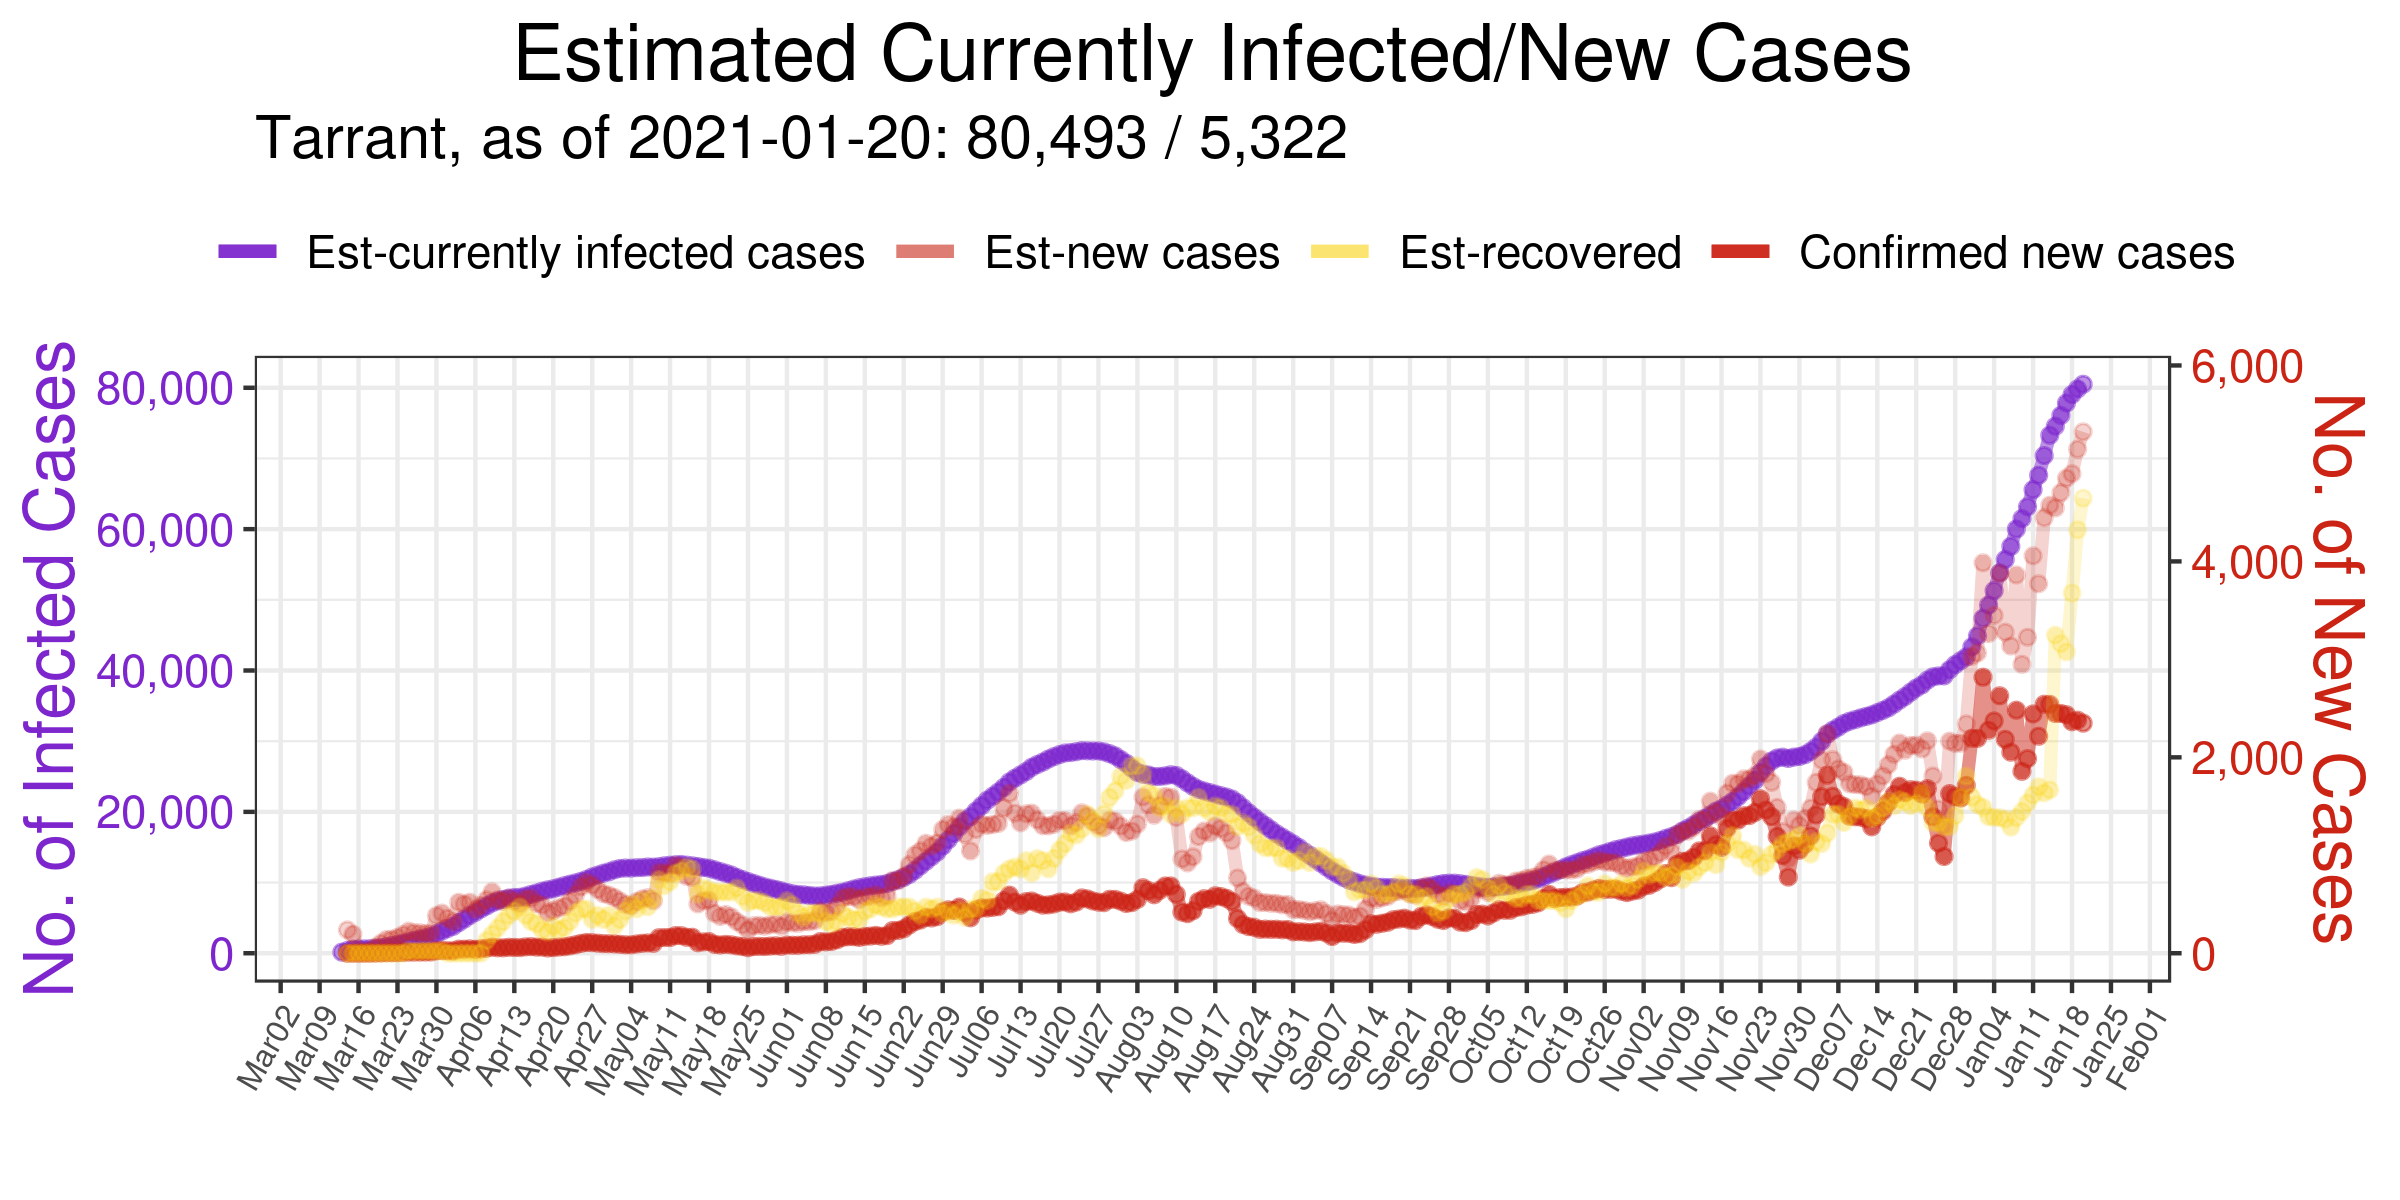 Estimated Currently Infected/New Cases
Tarrant, as of 2021-01-20: 80,493 / 5,322
Est-currently infected cases Est-new cases Est-recovered Confirmed new cases
No. of Infected Cases
80,000
60,000
40,000
20,000
0
6,000
4,000
2,000
0
No. of New Cases
Mar02 Mar09 Mar16 Mar23 Mar30 Apr06 Apr13 Apr20 Apr27 May04 May11 May18 May25 Jun01 Jun08 Jun15 Jun22 Jun29 Jul06 Jul13 Jul20 Jul27 Aug03 Aug10 Aug17 Aug24 Aug31 Sep07 Sep14 Sep21 Sep28 Oct05 Oct12 Oct19 Oct26 Nov02 Nov09 Nov16 Nov23 Nov30 Dec07 Dec14 Dec21 Dec28 Jan04 Jan11 Jan18 Jan25 Feb01